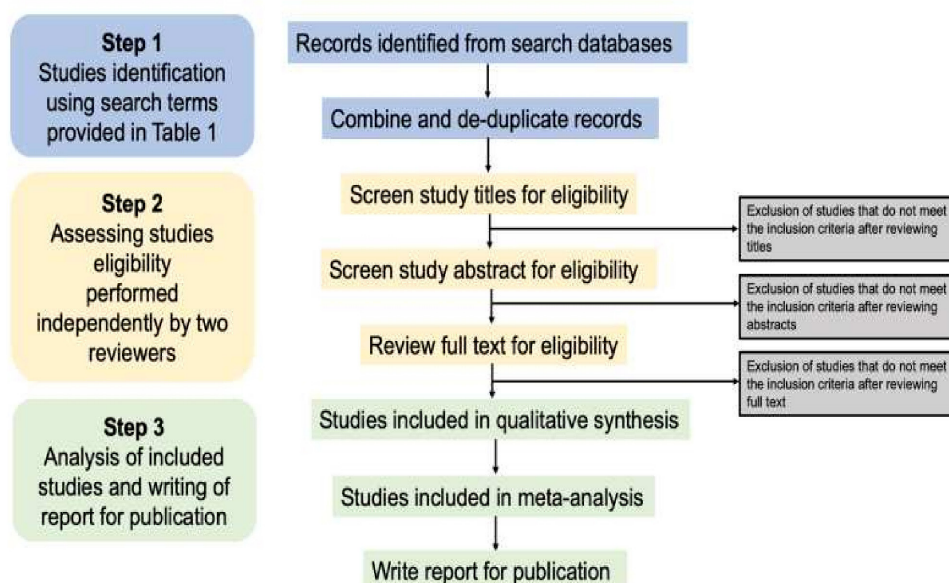 Step 1
Studies identification
using search terms
provided in Table 1
Records identified from search databases
Combine and de-duplicate records
Step 2
Assessing studies
eligibility
performed
independently by two
reviewers
Screen study titles for eligibility
Exclusion of studies that do not meet
the inclusion criteria after reviewing
titles
Screen study abstract for eligibility
Exclusion of studies that do not meet
the inclusion criteria after reviewing
abstracts
Review full text for eligibility
Exclusion of studies that do not meet
the inclusion criteria after reviewing
full text
Step 3
Analysis of included
studies and writing of
report for publication
Studies included in qualitative synthesis
Studies included in meta-analysis
Write report for publication